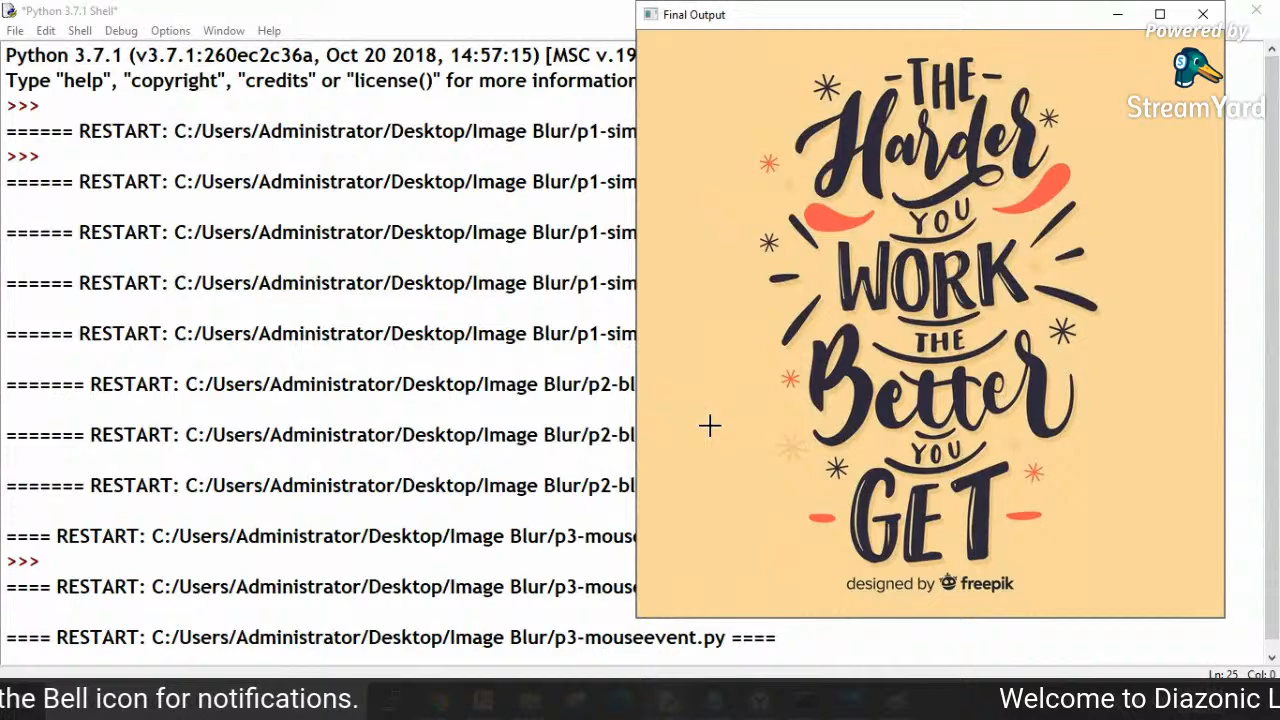 *Python 3.7.1 Shell*
File Edit Shell Debug Options Window Help
Python 3.7.1 (v3.7.1:260ec2c36a, Oct 20 2018, 14:57:15) [MSC v.19
Type "help", "copyright", "credits" or "license()" for more information
>>>
====== RESTART: C:/Users/Administrator/Desktop/Image Blur/p1-sim
>>>
====== RESTART: C:/Users/Administrator/Desktop/Image Blur/p1-sim
====== RESTART: C:/Users/Administrator/Desktop/Image Blur/p1-sim
====== RESTART: C:/Users/Administrator/Desktop/Image Blur/p1-sim
====== RESTART: C:/Users/Administrator/Desktop/Image Blur/p1-sim
======= RESTART: C:/Users/Administrator/Desktop/Image Blur/p2-bl
======= RESTART: C:/Users/Administrator/Desktop/Image Blur/p2-bl
======= RESTART: C:/Users/Administrator/Desktop/Image Blur/p2-bl
==== RESTART: C:/Users/Administrator/Desktop/Image Blur/p3-mous
>>>
==== RESTART: C:/Users/Administrator/Desktop/Image Blur/p3-mous
==== RESTART: C:/Users/Administrator/Desktop/Image Blur/p3-mouseevent.py ====
Final Output
THE
Harder
YOU
WORK
THE
Better
YOU
GET
designed by freepik
Powered by
StreamYard
Ln: 25 Col: 0
the Bell icon for notifications.
Welcome to Diazonic L